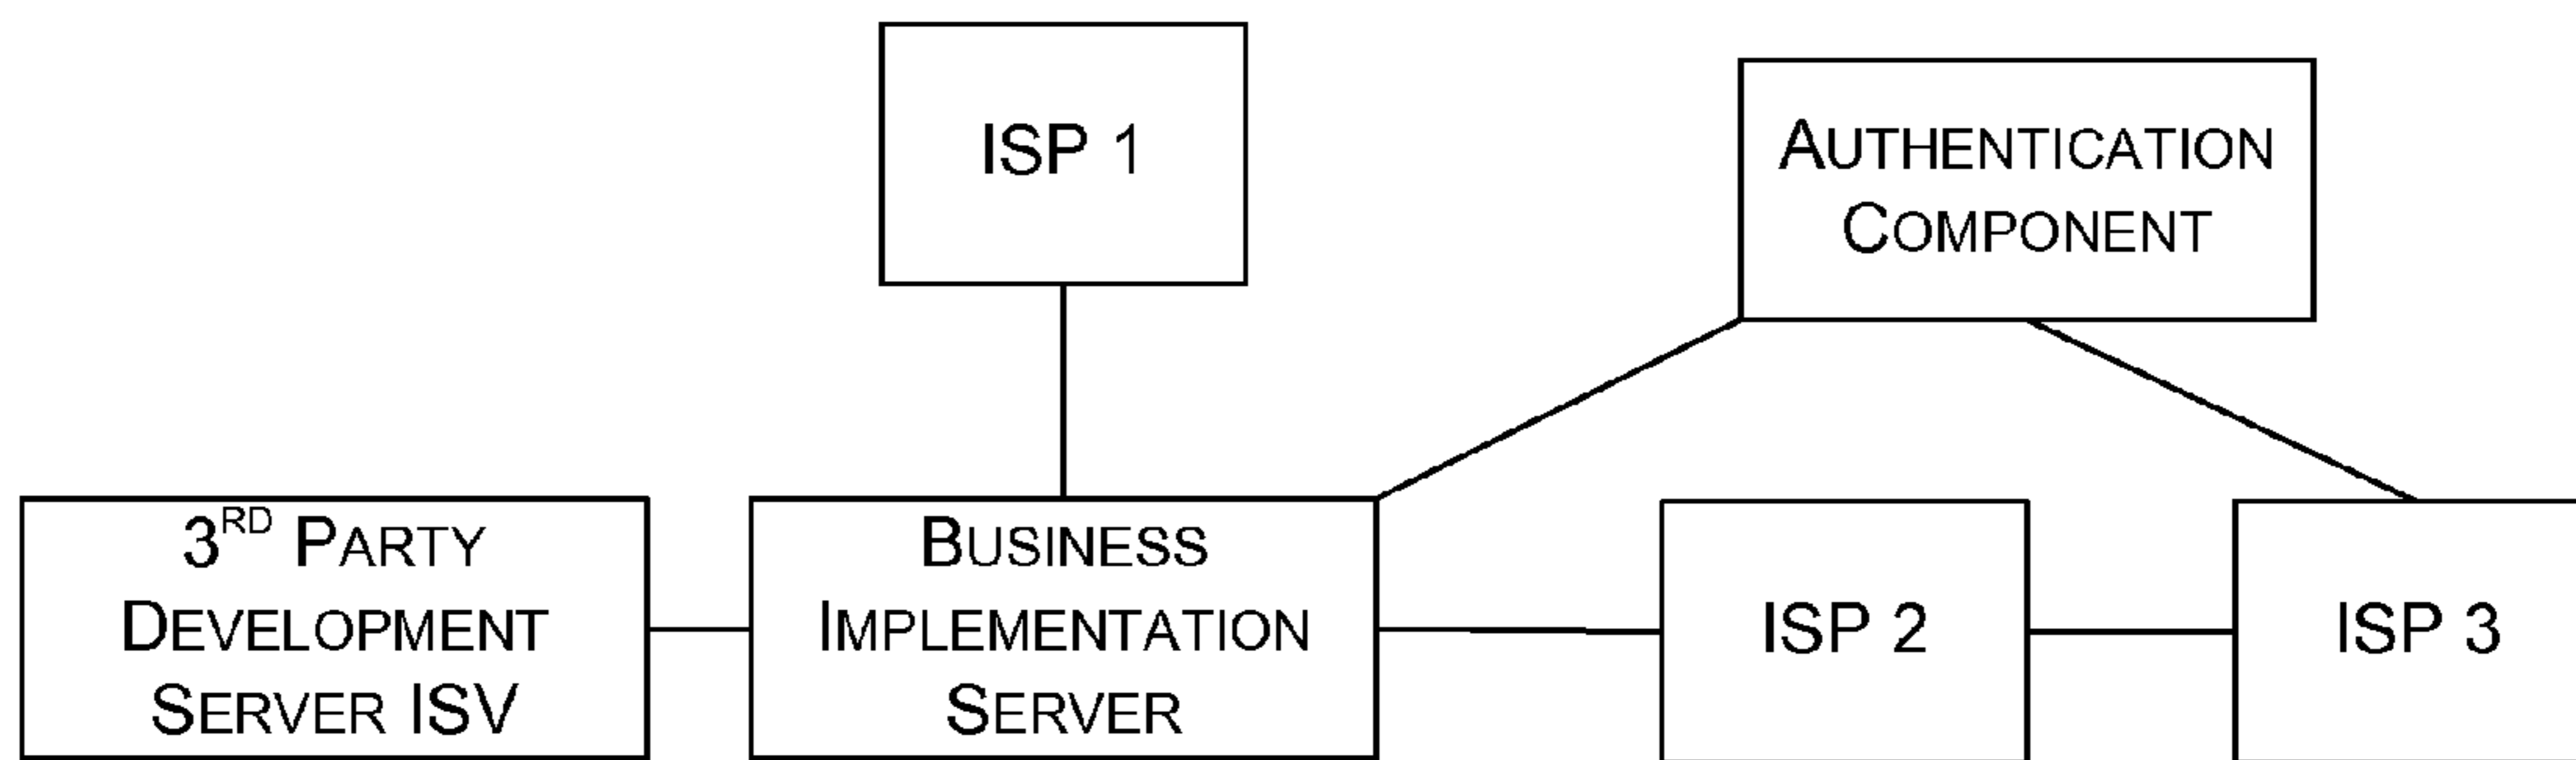 ISP 1
AUTHENTICATION
COMPONENT
3RD PARTY
DEVELOPMENT
SERVER ISV
BUSINESS
IMPLEMENTATION
SERVER
ISP 2
ISP 3